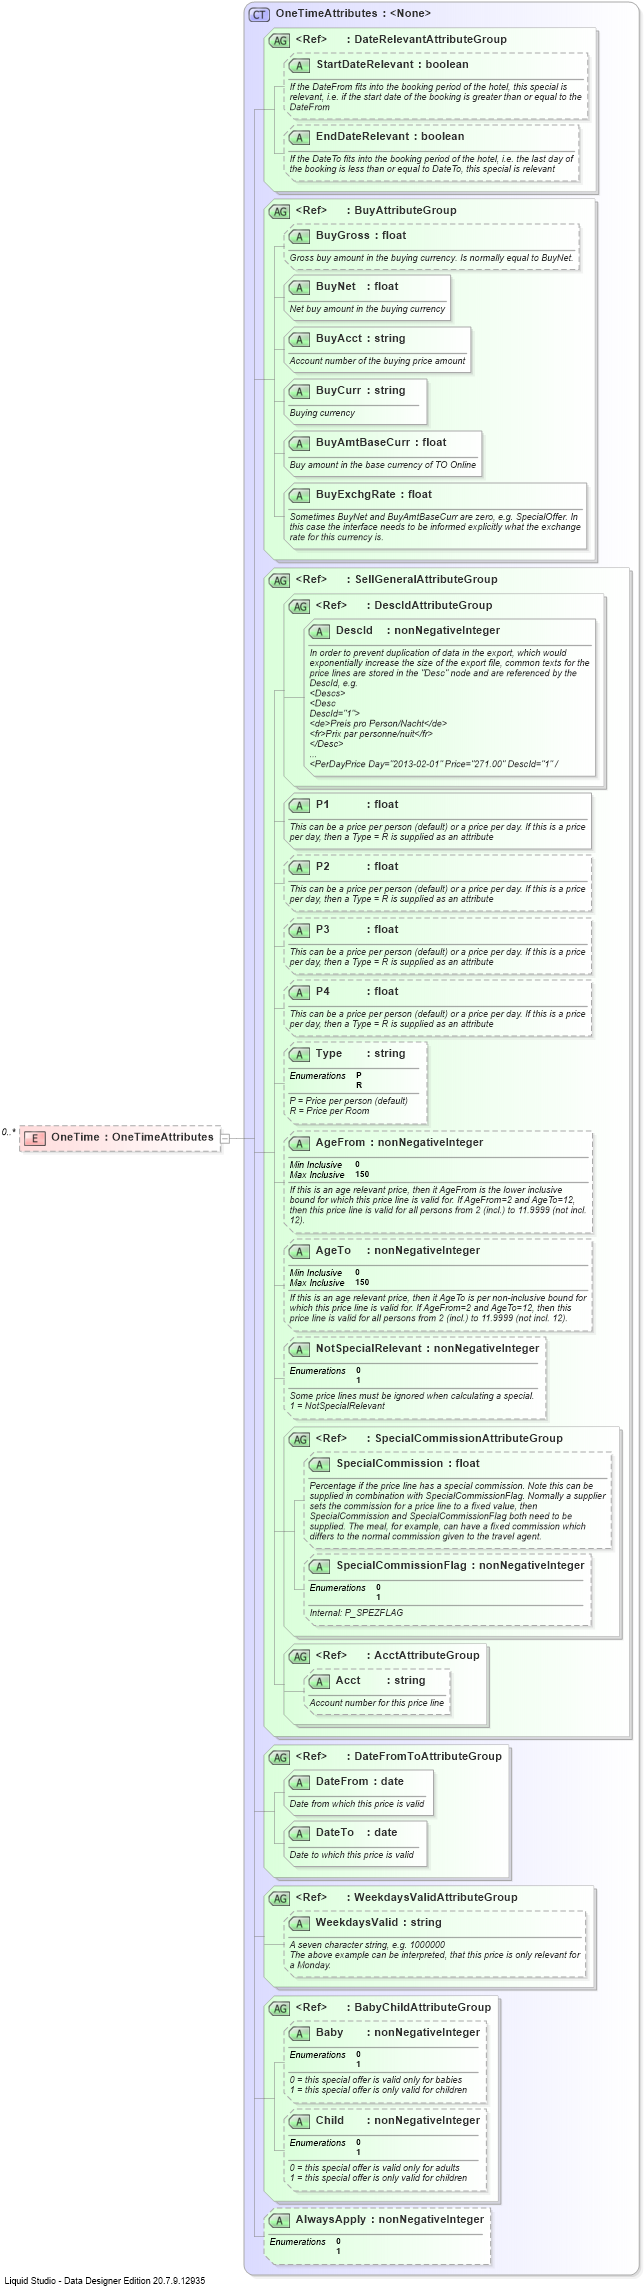 CT OneTimeAttributes : <None>
AG <Ref> : DateRelevantAttributeGroup
A StartDateRelevant : boolean
If the DateFrom fits into the booking period of the hotel, this special is
relevant, i.e. if the start date of the booking is greater than or equal to the
DateFrom
A EndDateRelevant : boolean
If the DateTo fits into the booking period of the hotel, i.e. the last day of
the booking is less than or equal to DateTo, this special is relevant
AG <Ref> : BuyAttributeGroup
A BuyGross : float
Gross buy amount in the buying currency. Is normally equal to BuyNet.
A BuyNet : float
Net buy amount in the buying currency
A BuyAcct : string
Account number of the buying price amount
A BuyCurr : string
Buying currency
A BuyAmtBaseCurr : float
Buy amount in the base currency of TO Online
A BuyExchgRate : float
Sometimes BuyNet and BuyAmtBaseCurr are zero, e.g. SpecialOffer. In
this case the interface needs to be informed explicitly what the exchange
rate for this currency is.
AG <Ref> : SellGeneralAttributeGroup
AG <Ref> : DescIdAttributeGroup
A DescId : nonNegativeInteger
In order to prevent duplication of data in the export, which would
exponentially increase the size of the export file, common texts for the
price lines are stored in the "Desc" node and are referenced by the
DescId, e.g.
<Descs>
<Desc
DescId="1">
<de>Preis pro Person/Nacht</de>
<fr>Prix par personne/nuit</fr>
</Desc>
...
<PerDayPrice Day="2013-02-01" Price="271.00" DescId="1" /
A P1 : float
This can be a price per person (default) or a price per day. If this is a price
per day, then a Type = R is supplied as an attribute
A P2 : float
This can be a price per person (default) or a price per day. If this is a price
per day, then a Type = R is supplied as an attribute
A P3 : float
This can be a price per person (default) or a price per day. If this is a price
per day, then a Type = R is supplied as an attribute
A P4 : float
This can be a price per person (default) or a price per day. If this is a price
per day, then a Type = R is supplied as an attribute
A Type : string
Enumerations P
R
P = Price per person (default)
R = Price per Room
0..* E OneTime : OneTimeAttributes
A AgeFrom : nonNegativeInteger
Min Inclusive 0
Max Inclusive 150
If this is an age relevant price, then it AgeFrom is the lower inclusive
bound for which this price line is valid for. If AgeFrom=2 and AgeTo=12,
then this price line is valid for all persons from 2 (incl.) to 11.9999 (not incl.
12).
A AgeTo : nonNegativeInteger
Min Inclusive 0
Max Inclusive 150
If this is an age relevant price, then it AgeTo is per non-inclusive bound for
which this price line is valid for. If AgeFrom=2 and AgeTo=12, then this
price line is valid for all persons from 2 (incl.) to 11.9999 (not incl. 12).
A NotSpecialRelevant : nonNegativeInteger
Enumerations 0
1
Some price lines must be ignored when calculating a special.
1 = NotSpecialRelevant
AG <Ref> : SpecialCommissionAttributeGroup
A SpecialCommission : float
Percentage if the price line has a special commission. Note this can be
supplied in combination with SpecialCommissionFlag. Normally a supplier
sets the commission for a price line to a fixed value, then
SpecialCommission and SpecialCommissionFlag both need to be
supplied. The meal, for example, can have a fixed commission which
differs to the normal commission given to the travel agent.
A SpecialCommissionFlag : nonNegativeInteger
Enumerations 0
1
Internal: P_SPEZFLAG
AG <Ref> : AcctAttributeGroup
A Acct : string
Account number for this price line
AG <Ref> : DateFromToAttributeGroup
A DateFrom : date
Date from which this price is valid
A DateTo : date
Date to which this price is valid
AG <Ref> : WeekdaysValidAttributeGroup
A WeekdaysValid : string
A seven character string, e.g. 1000000
The above example can be interpreted, that this price is only relevant for
a Monday.
AG <Ref> : BabyChildAttributeGroup
A Baby : nonNegativeInteger
Enumerations 0
1
0 = this special offer is valid only for babies
1 = this special offer is only valid for children
A Child : nonNegativeInteger
Enumerations 0
1
0 = this special offer is valid only for adults
1 = this special offer is only valid for children
A AlwaysApply : nonNegativeInteger
Enumerations 0
1
Liquid Studio - Data Designer Edition 20.7.9.12935